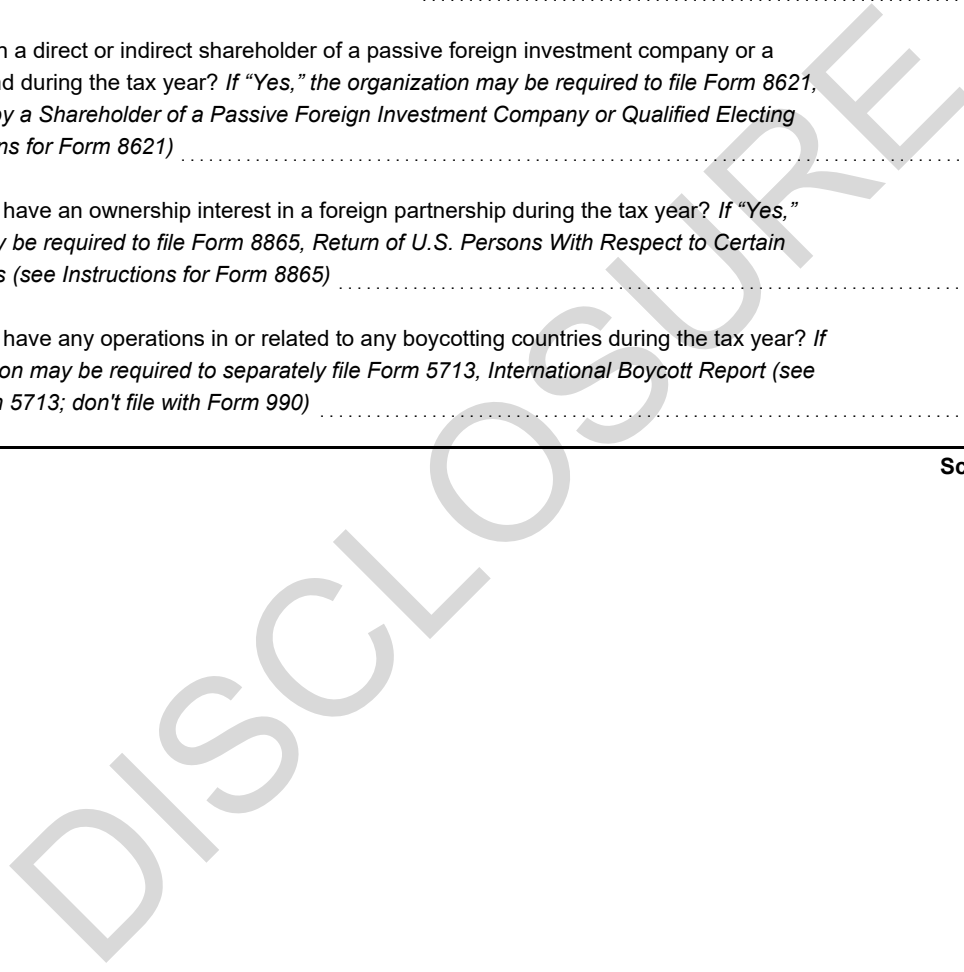 n a direct or indirect shareholder of a passive foreign investment company or a
nd during the tax year? If “Yes,” the organization may be required to file Form 8621,
by a Shareholder of a Passive Foreign Investment Company or Qualified Electing
ns for Form 8621)
have an ownership interest in a foreign partnership during the tax year? If “Yes,”
y be required to file Form 8865, Return of U.S. Persons With Respect to Certain
s (see Instructions for Form 8865)
have any operations in or related to any boycotting countries during the tax year? If
on may be required to separately file Form 5713, International Boycott Report (see
m 5713; don't file with Form 990)
Sc
DISCLOSURE